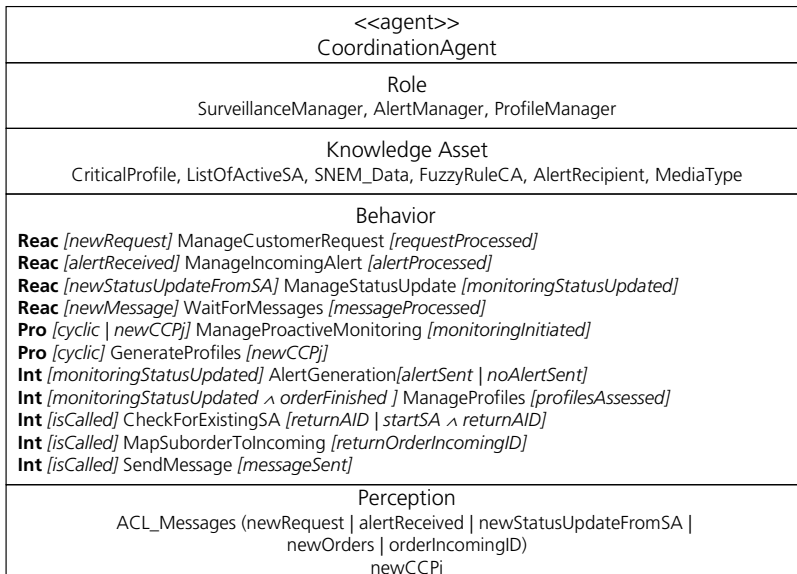 <<agent>>
CoordinationAgent
Role
SurveillanceManager, AlertManager, ProfileManager
Knowledge Asset
CriticalProfile, ListOfActiveSA, SNEM_Data, FuzzyRuleCA, AlertRecipient, MediaType
Behavior
Reac [newRequest] ManageCustomerRequest [requestProcessed]
Reac [alertReceived] ManageIncomingAlert [alertProcessed]
Reac [newStatusUpdateFromSA] ManageStatusUpdate [monitoringStatusUpdated]
Reac [newMessage] WaitForMessages [messageProcessed]
Pro [cyclic | newCCPj] ManageProactiveMonitoring [monitoringInitiated]
Pro [cyclic] GenerateProfiles [newCCPj]
Int [monitoringStatusUpdated] AlertGeneration[alertSent | noAlertSent]
Int [monitoringStatusUpdated ∧ orderFinished ] ManageProfiles [profilesAssessed]
Int [isCalled] CheckForExistingSA [returnAID | startSA ∧ returnAID]
Int [isCalled] MapSuborderToIncoming [returnOrderIncomingID]
Int [isCalled] SendMessage [messageSent]
Perception
ACL_Messages (newRequest | alertReceived | newStatusUpdateFromSA |
newOrders | orderIncomingID)
newCCPj